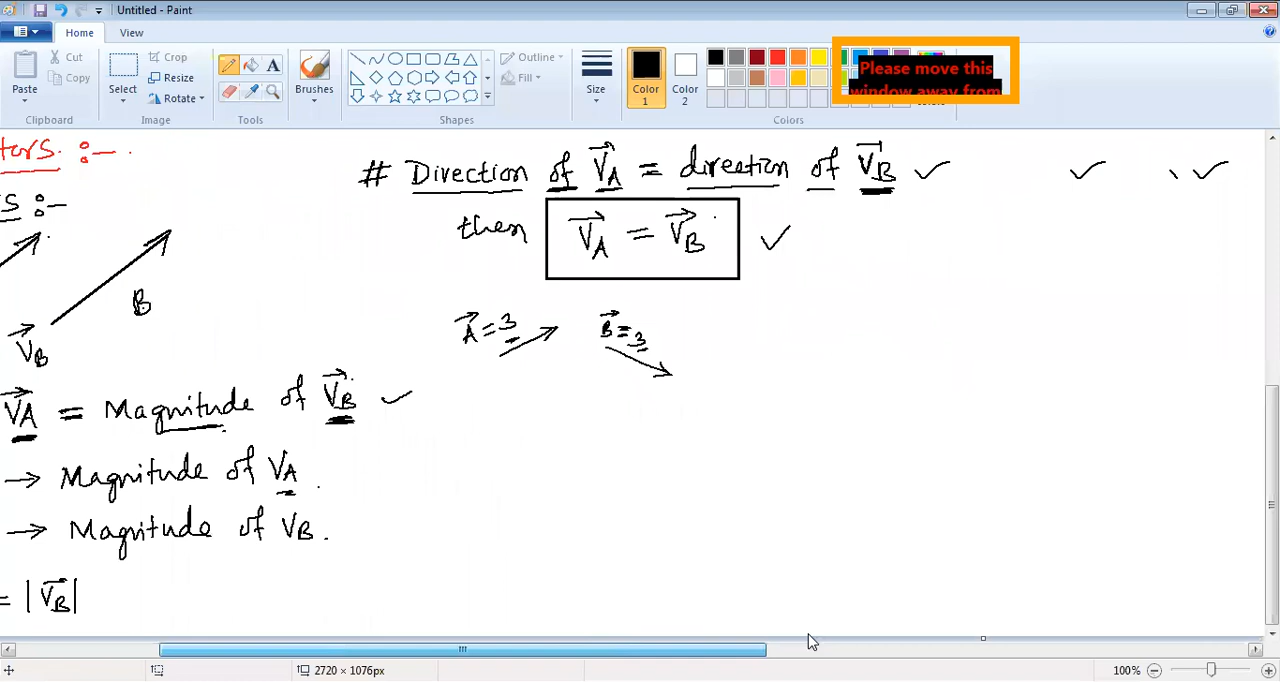 Untitled - Paint
Home View
Paste
Cut
Copy
Clipboard
Select
Crop
Resize
Rotate
Image
Tools
Brushes
Outline
Fill
Shapes
Size
Color 1
Color 2
Colors
Please move this
window away from
tors :-
s :-
# Direction of V⃗A = direction of V⃗B ✓ ✓ ✓
then V⃗A = V⃗B ✓
B
V⃗B
A⃗ = 3 B⃗ = 3
V⃗A = Magnitude of V⃗B ✓
→ Magnitude of VA.
→ Magnitude of VB.
= |V⃗B|
2720 × 1076px
100%